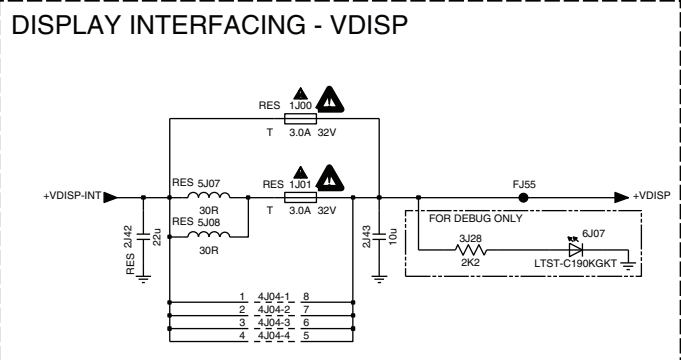 DISPLAY INTERFACING - VDISP
RES 1J00
T 3.0A 32V
+VDISP-INT
RES 5J07
30R
RES 5J08
30R
RES 1J01
T 3.0A 32V
FJ55
+VDISP
RES 2J42
22u
2J43
10u
FOR DEBUG ONLY
3J28
2K2
6J07
LTST-C190KGKT
1 4J04-1 8
2 4J04-2 7
3 4J04-3 6
4 4J04-4 5